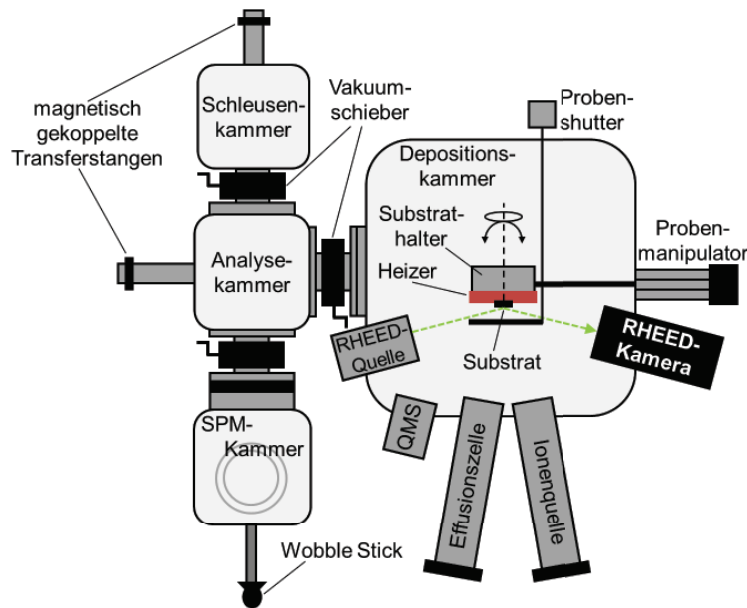 magnetisch
gekoppelte
Transferstangen
Schleusen-
kammer
Vakuum-
schieber
Proben-
shutter
Depositions-
kammer
Substrat-
halter
Heizer
Proben-
manipulator
Analyse-
kammer
RHEED-
Quelle
Substrat
RHEED-
Kamera
SPM-
Kammer
QMS
Effusionszelle
Ionenquelle
Wobble Stick